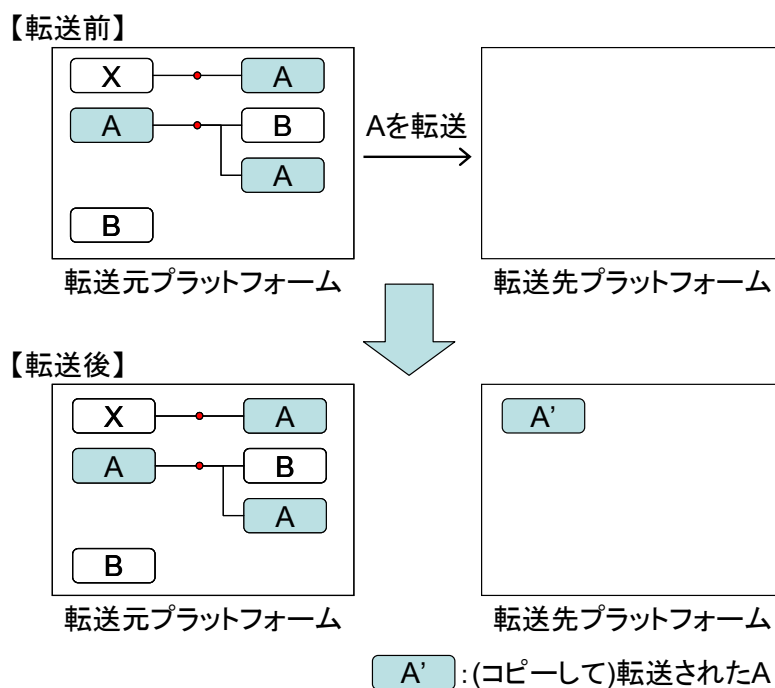 【転送前】
X A
A B
Aを転送
A
B
転送元プラットフォーム 転送先プラットフォーム
【転送後】
X A A'
A B
A
B
転送元プラットフォーム 転送先プラットフォーム
A' :(コピーして)転送されたA